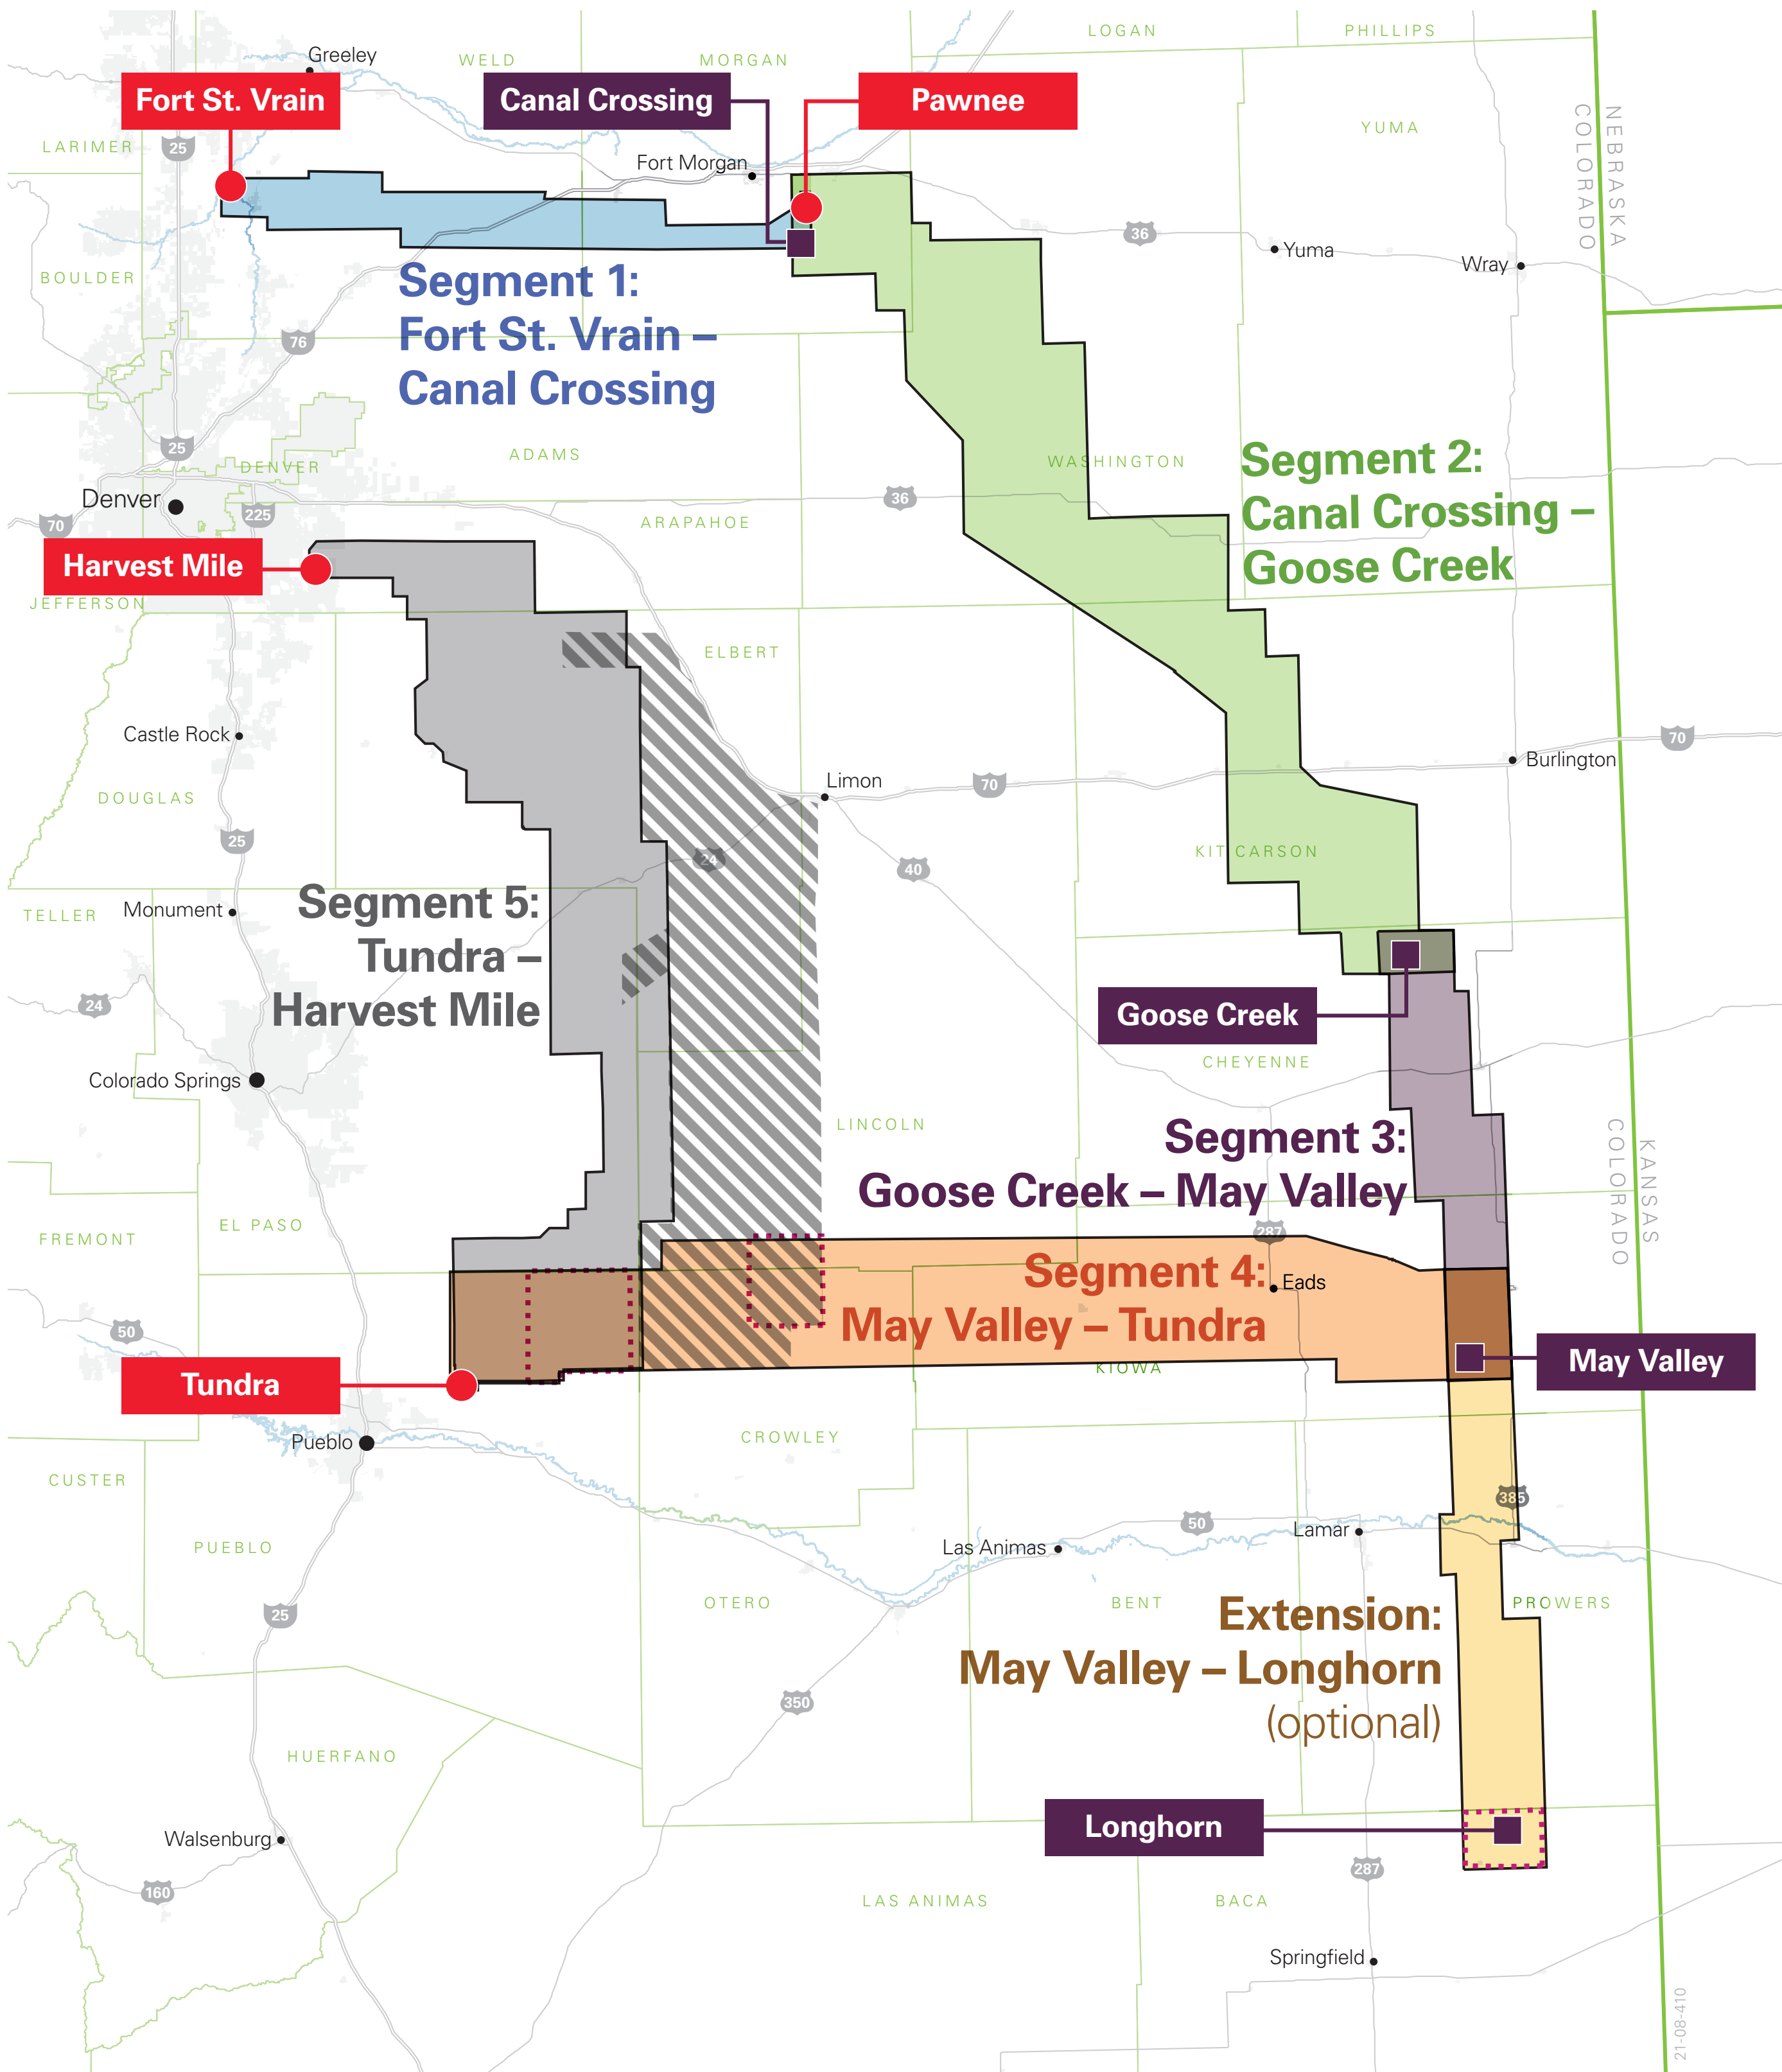 LOGAN
PHILLIPS
Greeley
WELD
MORGAN
Fort St. Vrain
Canal Crossing
Pawnee
NEBRASKA
COLORADO
YUMA
LARIMER
25
Fort Morgan
36
Yuma
Wray
BOULDER
Segment 1:
Fort St. Vrain –
Canal Crossing
76
25
DENVER
ADAMS
WASHINGTON
Segment 2:
Canal Crossing –
Goose Creek
Denver
70
225
36
ARAPAHOE
Harvest Mile
JEFFERSON
ELBERT
Castle Rock
70
Burlington
Limon
70
DOUGLAS
25
24
40
KIT CARSON
Segment 5:
Tundra –
Harvest Mile
TELLER
Monument
24
Goose Creek
CHEYENNE
Colorado Springs
LINCOLN
Segment 3:
Goose Creek – May Valley
COLORADO
KANSAS
EL PASO
FREMONT
287
Segment 4:
May Valley – Tundra
Eads
50
KIOWA
May Valley
Tundra
Pueblo
CROWLEY
CUSTER
385
50
Lamar
Las Animas
PUEBLO
OTERO
BENT
PROWERS
25
Extension:
May Valley – Longhorn
(optional)
350
HUERFANO
Longhorn
Walsenburg
287
160
LAS ANIMAS
BACA
Springfield
21-08-410